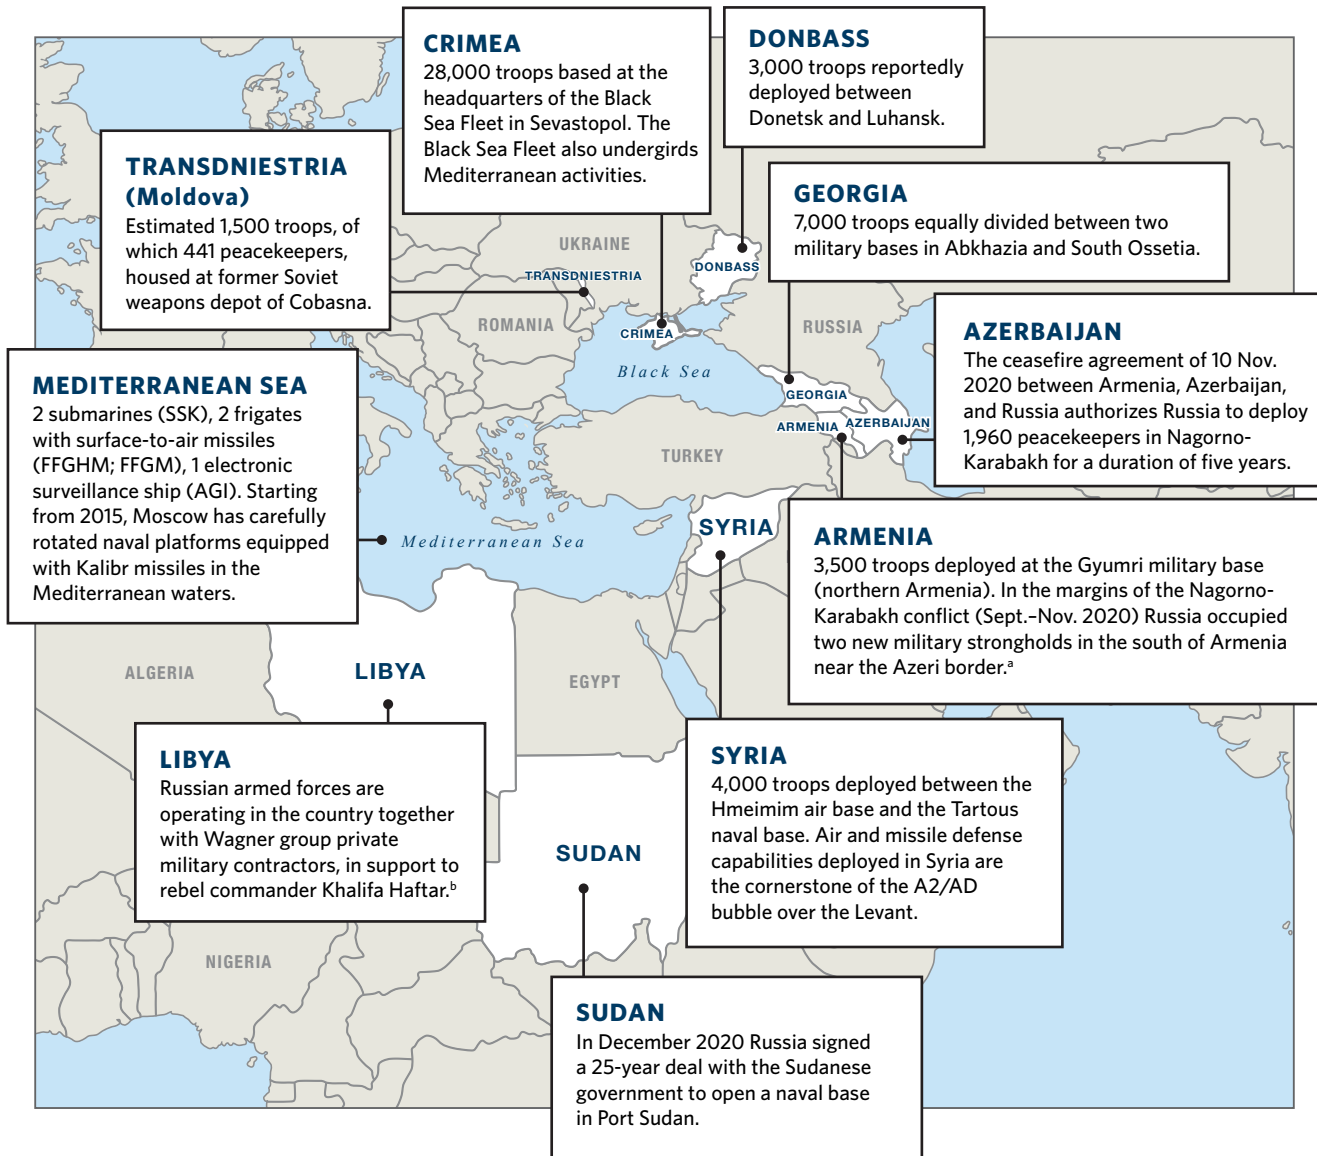 CRIMEA
28,000 troops based at the
headquarters of the Black
Sea Fleet in Sevastopol. The
Black Sea Fleet also undergirds
Mediterranean activities.
DONBASS
3,000 troops reportedly
deployed between
Donetsk and Luhansk.
TRANSDNIESTRIA
(Moldova)
Estimated 1,500 troops, of
which 441 peacekeepers,
housed at former Soviet
weapons depot of Cobasna.
GEORGIA
7,000 troops equally divided between two
military bases in Abkhazia and South Ossetia.
UKRAINE
DONBASS
TRANSDNIESTRIA
ROMANIA
CRIMEA
RUSSIA
Black Sea
GEORGIA
ARMENIA
AZERBAIJAN
TURKEY
AZERBAIJAN
The ceasefire agreement of 10 Nov.
2020 between Armenia, Azerbaijan,
and Russia authorizes Russia to deploy
1,960 peacekeepers in Nagorno-
Karabakh for a duration of five years.
MEDITERRANEAN SEA
2 submarines (SSK), 2 frigates
with surface-to-air missiles
(FFGHM; FFGM), 1 electronic
surveillance ship (AGI). Starting
from 2015, Moscow has carefully
rotated naval platforms equipped
with Kalibr missiles in the
Mediterranean waters.
Mediterranean Sea
SYRIA
ARMENIA
3,500 troops deployed at the Gyumri military base
(northern Armenia). In the margins of the Nagorno-
Karabakh conflict (Sept.–Nov. 2020) Russia occupied
two new military strongholds in the south of Armenia
near the Azeri border.ª
ALGERIA
LIBYA
EGYPT
LIBYA
Russian armed forces are
operating in the country together
with Wagner group private
military contractors, in support to
rebel commander Khalifa Haftar.ᵇ
SYRIA
4,000 troops deployed between the
Hmeimim air base and the Tartous
naval base. Air and missile defense
capabilities deployed in Syria are
the cornerstone of the A2/AD
bubble over the Levant.
SUDAN
NIGERIA
SUDAN
In December 2020 Russia signed
a 25-year deal with the Sudanese
government to open a naval base
in Port Sudan.